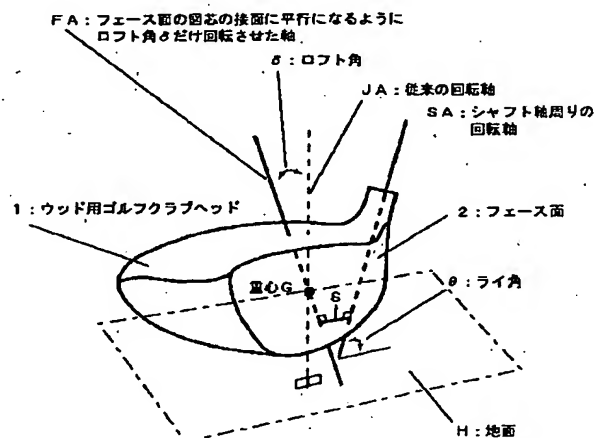 FA：フェース面の図芯の接面に平行になるように
ロフト角δだけ回転させた軸
δ：ロフト角
JA：従来の回転軸
SA：シャフト軸周りの
回転軸
1：ウッド用ゴルフクラブヘッド
2：フェース面
重心G
S
θ：ライ角
H：地面